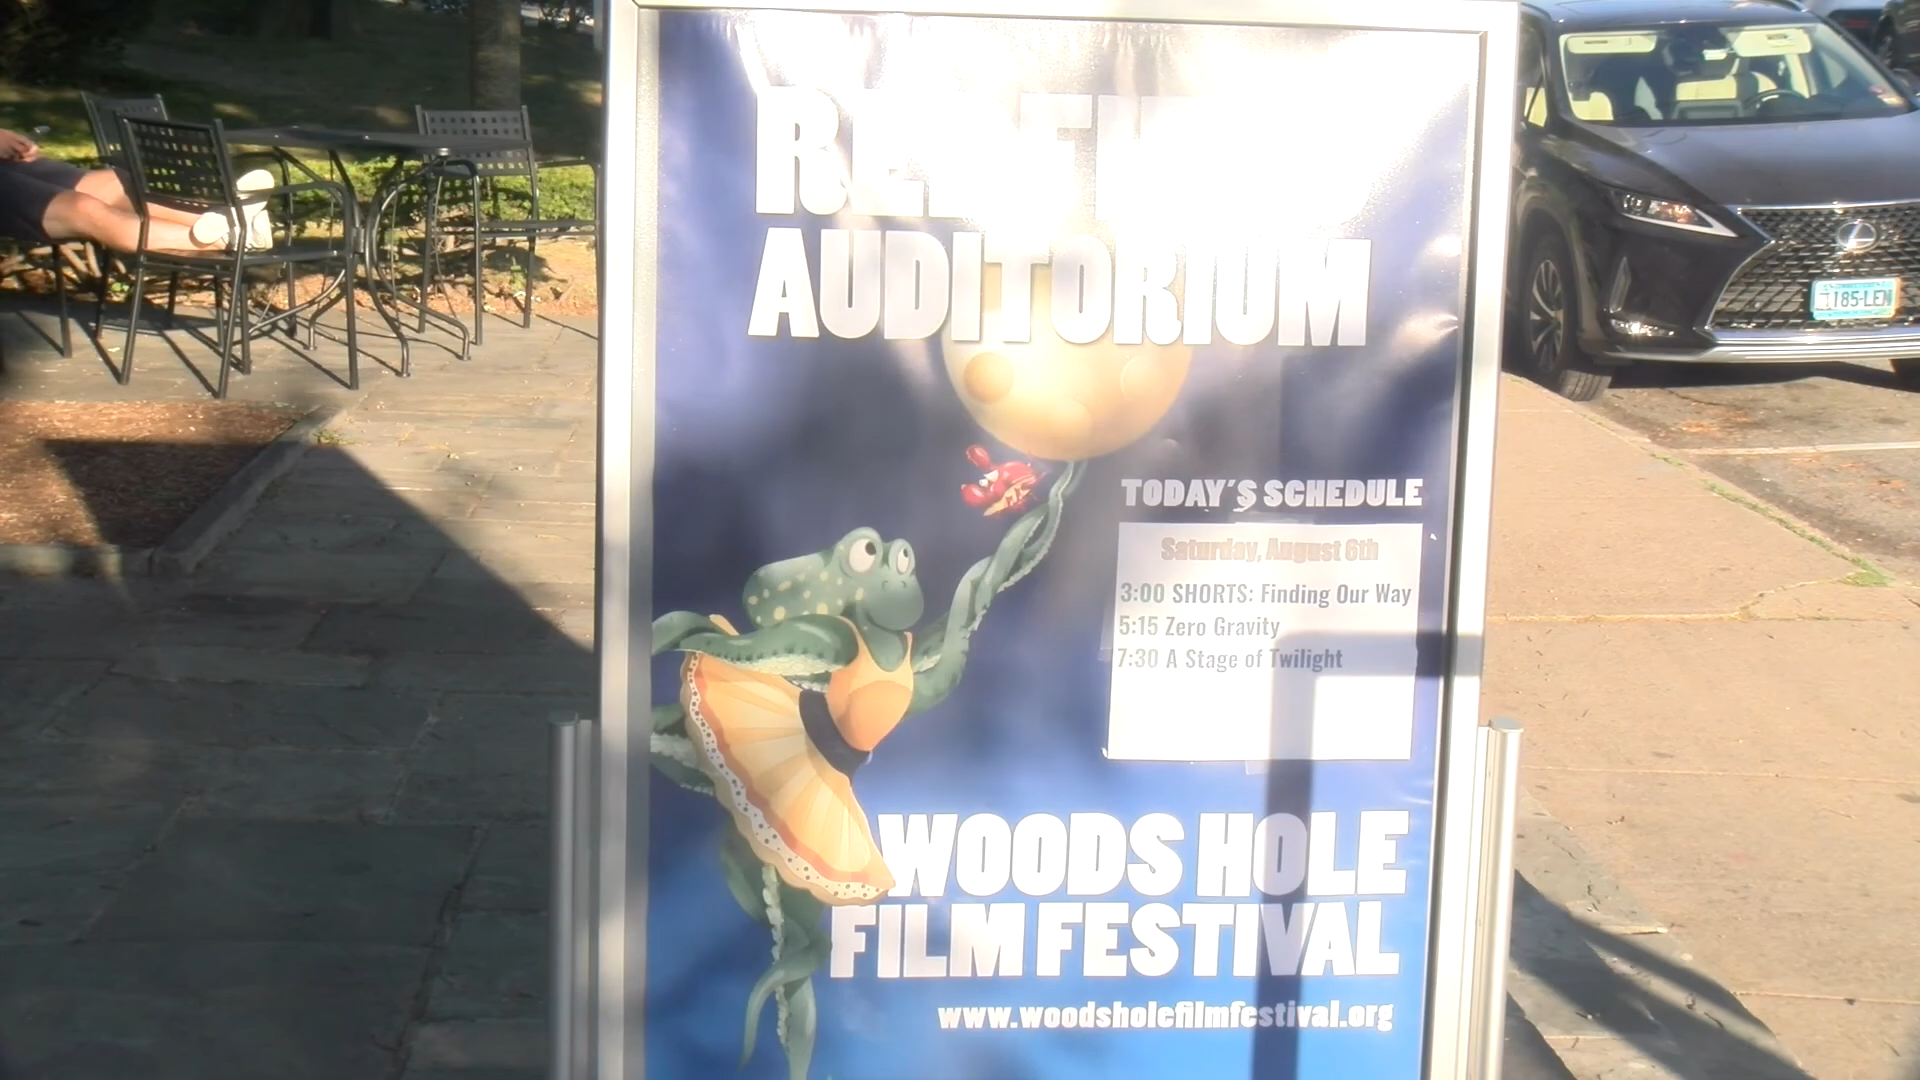 AUDITORIUM
TODAY'S SCHEDULE
Saturday, August 6th
3:00 SHORTS: Finding Our Way
5:15 Zero Gravity
7:30 A Stage of Twilight
WOODS HOLE
FILM FESTIVAL
www.woodsholefilmfestival.org
185-LEN